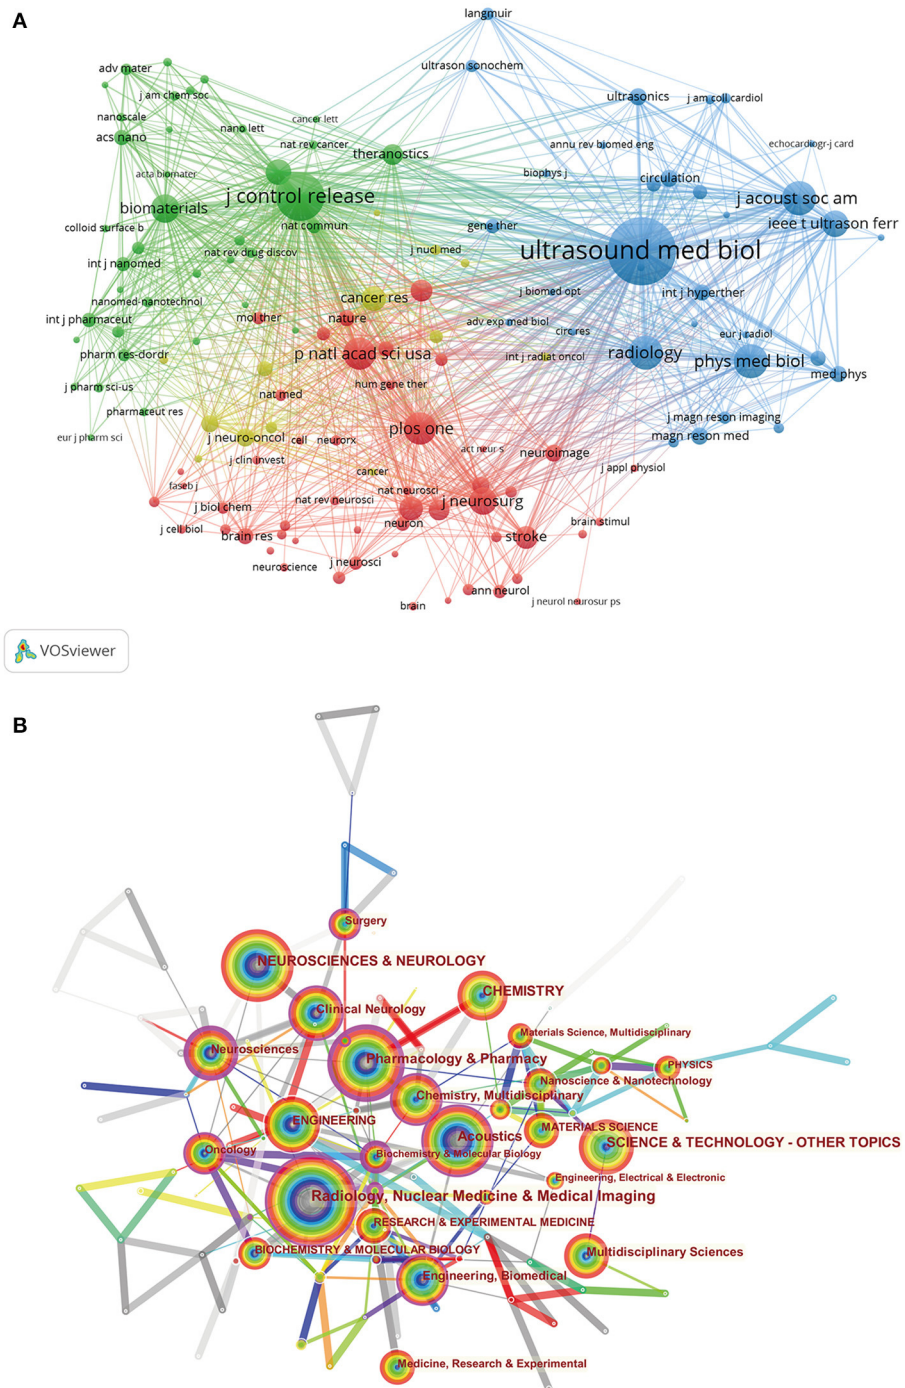 A
langmuir
ultrason sonochem
adv mater
j am chem soc
ultrasonics
j am coll cardiol
nanoscale
acs nano
nano lett
cancer lett
nat rev cancer
theranostics
annu rev biomed eng
echocardiogr-j card
acta biomater
biophys j
circulation
j control release
j acoust soc am
biomaterials
colloid surface b
nat commun
gene ther
ieee t ultrason ferr
ultrasound med biol
nat rev drug discov
j nucl med
int j nanomed
nanomed-nanotechnol
cancer res
j biomed opt
int j hyperther
int j pharmaceut
mol ther
nature
adv exp med biol
circ res
eur j radiol
pharm res-dordr
p natl acad sci usa
int j radiat oncol
radiology
phys med biol
med phys
j pharm sci-us
nat med
hum gene ther
pharmaceut res
j magn reson imaging
eur j pharm sci
j neuro-oncol
cell
neurorx
plos one
magn reson med
j clin invest
act neur s
neuroimage
cancer
j appl physiol
faseb j
nat neurosci
nat rev neurosci
j neurosurg
j biol chem
neuron
j cell biol
brain res
stroke
brain stimul
neuroscience
j neurosci
ann neurol
brain
j neurol neurosur ps
VOSviewer
B
Surgery
NEUROSCIENCES & NEUROLOGY
CHEMISTRY
Clinical Neurology
Materials Science, Multidisciplinary
Neurosciences
Pharmacology & Pharmacy
PHYSICS
Nanoscience & Nanotechnology
Chemistry, Multidisciplinary
ENGINEERING
MATERIALS SCIENCE
Acoustics
SCIENCE & TECHNOLOGY - OTHER TOPICS
Oncology
Biochemistry & Molecular Biology
Engineering, Electrical & Electronic
Radiology, Nuclear Medicine & Medical Imaging
RESEARCH & EXPERIMENTAL MEDICINE
BIOCHEMISTRY & MOLECULAR BIOLOGY
Multidisciplinary Sciences
Engineering, Biomedical
Medicine, Research & Experimental